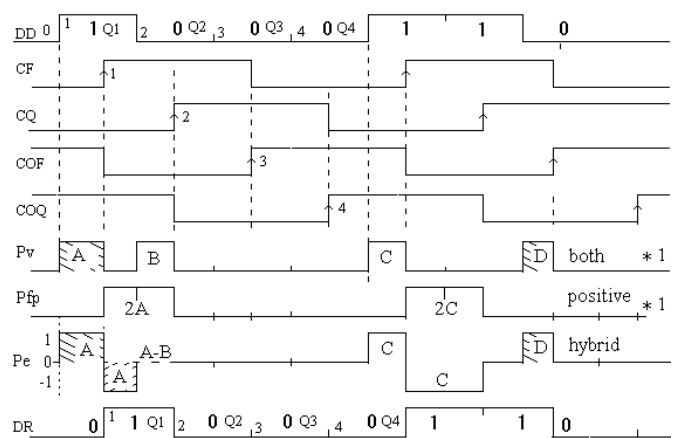 DD 0 1 1 Q1 2 0 Q2 3 0 Q3 4 0 Q4 1 1 0
CF 1
CQ 2
COF 3
COQ 4
Pv A B C D both * 1
Pfp 2A 2C positive * 1
Pe 1 0 -1 A A A-B C C D hybrid
DR 0 1 1 Q1 2 0 Q2 3 0 Q3 4 0 Q4 1 1 0